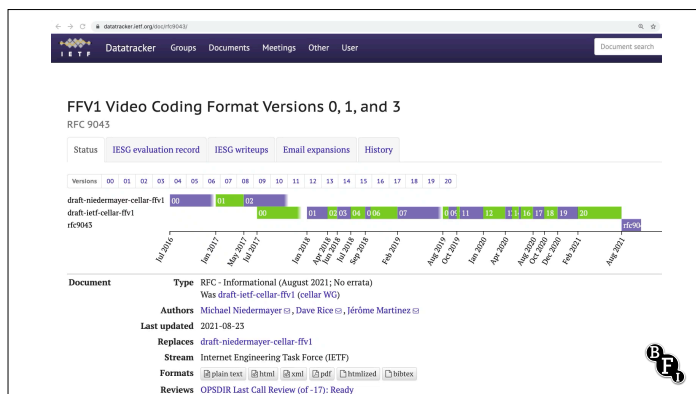 datatracker.ietf.org/doc/rfc9043/
IETF Datatracker Groups Documents Meetings Other User Document search
FFV1 Video Coding Format Versions 0, 1, and 3
RFC 9043
Status IESG evaluation record IESG writeups Email expansions History
Versions 00 01 02 03 04 05 06 07 08 09 10 11 12 13 14 15 16 17 18 19 20
draft-niedermayer-cellar-ffv1 00 01 02
draft-ietf-cellar-ffv1 00 01 02 03 04 0 06 07 0 09 11 12 1 14 16 17 18 19 20
rfc9043 rfc90
Jul 2016 Jan 2017 May 2017 Jul 2017 Jan 2018 Apr 2018 Jun 2018 Jul 2018 Sep 2018 Feb 2019 Aug 2019 Oct 2019 Jan 2020 Apr 2020 Aug 2020 Oct 2020 Dec 2020 Feb 2021 Aug 2021
Document Type RFC - Informational (August 2021; No errata)
Was draft-ietf-cellar-ffv1 (cellar WG)
Authors Michael Niedermayer , Dave Rice , Jérôme Martinez
Last updated 2021-08-23
Replaces draft-niedermayer-cellar-ffv1
Stream Internet Engineering Task Force (IETF)
Formats plain text html xml pdf htmlized bibtex
Reviews OPSDIR Last Call Review (of -17): Ready
BFI